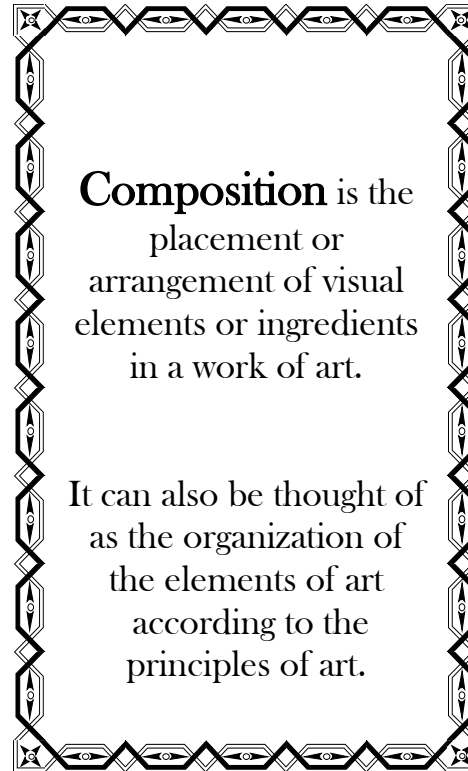 Composition is the
placement or
arrangement of visual
elements or ingredients
in a work of art.
It can also be thought of
as the organization of
the elements of art
according to the
principles of art.